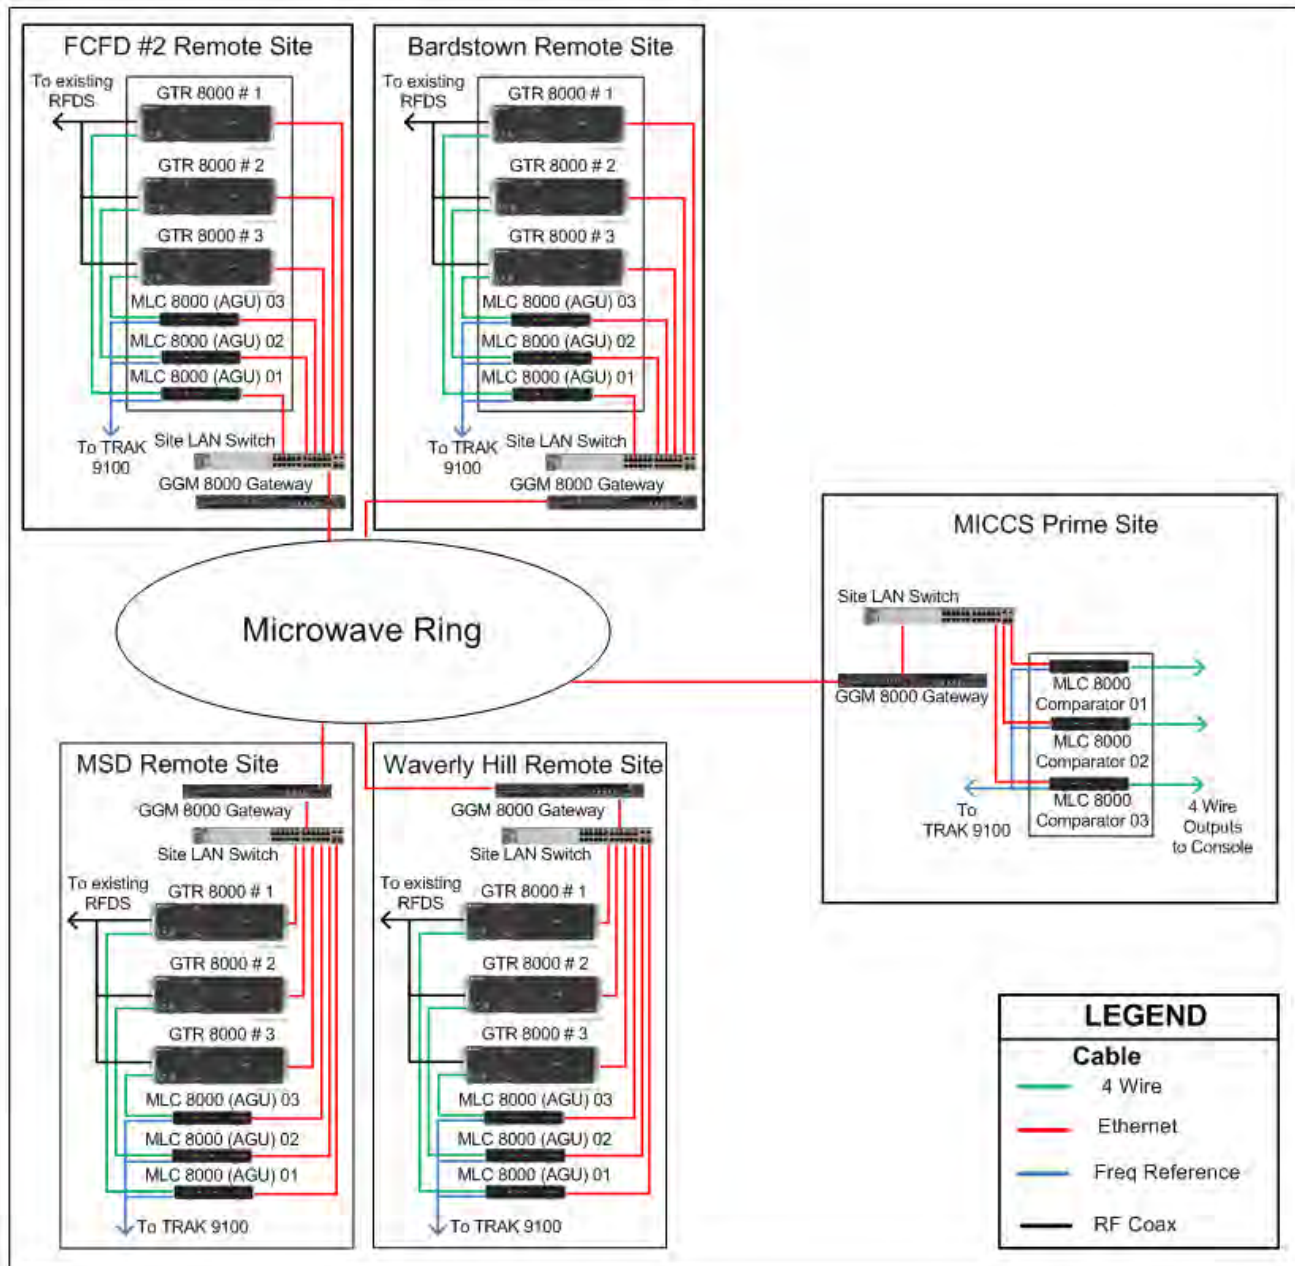 FCFD #2 Remote Site
To existing
RFDS
GTR 8000 # 1
GTR 8000 # 2
GTR 8000 # 3
MLC 8000 (AGU) 03
MLC 8000 (AGU) 02
MLC 8000 (AGU) 01
To TRAK
9100
Site LAN Switch
GGM 8000 Gateway
Bardstown Remote Site
To existing
RFDS
GTR 8000 # 1
GTR 8000 # 2
GTR 8000 # 3
MLC 8000 (AGU) 03
MLC 8000 (AGU) 02
MLC 8000 (AGU) 01
To TRAK
9100
Site LAN Switch
GGM 8000 Gateway
Microwave Ring
MICCS Prime Site
Site LAN Switch
GGM 8000 Gateway
MLC 8000
Comparator 01
MLC 8000
Comparator 02
MLC 8000
Comparator 03
To
TRAK 9100
4 Wire
Outputs
to Console
MSD Remote Site
GGM 8000 Gateway
Site LAN Switch
To existing
RFDS
GTR 8000 # 1
GTR 8000 # 2
GTR 8000 # 3
MLC 8000 (AGU) 03
MLC 8000 (AGU) 02
MLC 8000 (AGU) 01
To TRAK 9100
Waverly Hill Remote Site
GGM 8000 Gateway
Site LAN Switch
To existing
RFDS
GTR 8000 # 1
GTR 8000 # 2
GTR 8000 # 3
MLC 8000 (AGU) 03
MLC 8000 (AGU) 02
MLC 8000 (AGU) 01
To TRAK 9100
LEGEND
Cable
4 Wire
Ethernet
Freq Reference
RF Coax